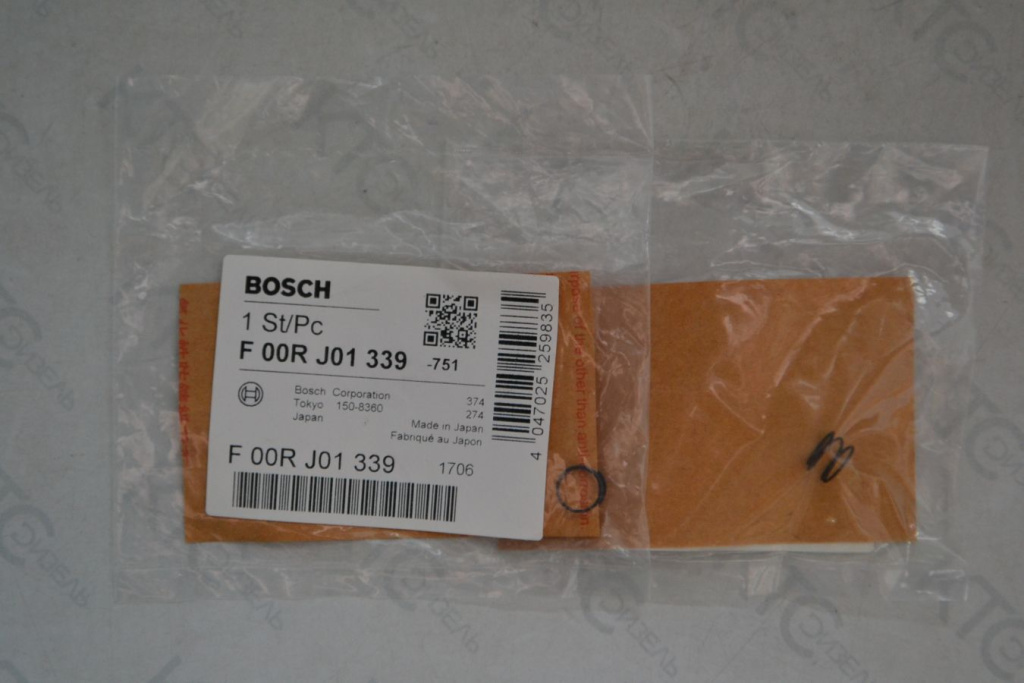 BOSCH
1 St/Pc
F 00R J01 339 -751
Bosch Corporation
Tokyo 150-8360
Japan
374
274
Made in Japan
Fabriqué au Japon
F 00R J01 339 1706
4 047025 259835